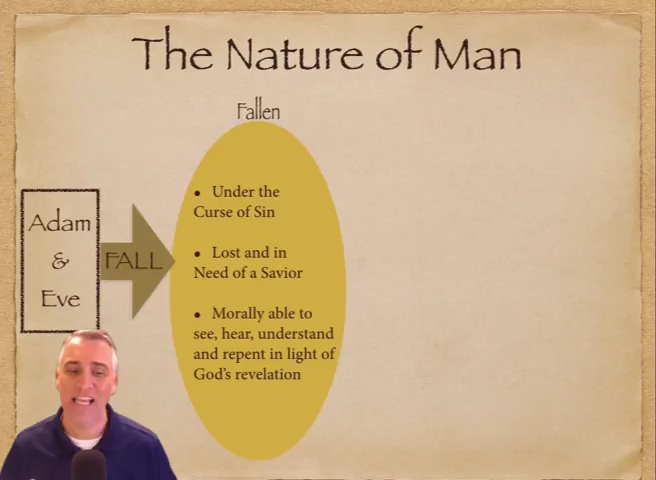 The Nature of Man
Fallen
Adam
&
Eve
FALL
• Under the
Curse of Sin
• Lost and in
Need of a Savior
• Morally able to
see, hear, understand
and repent in light of
God's revelation